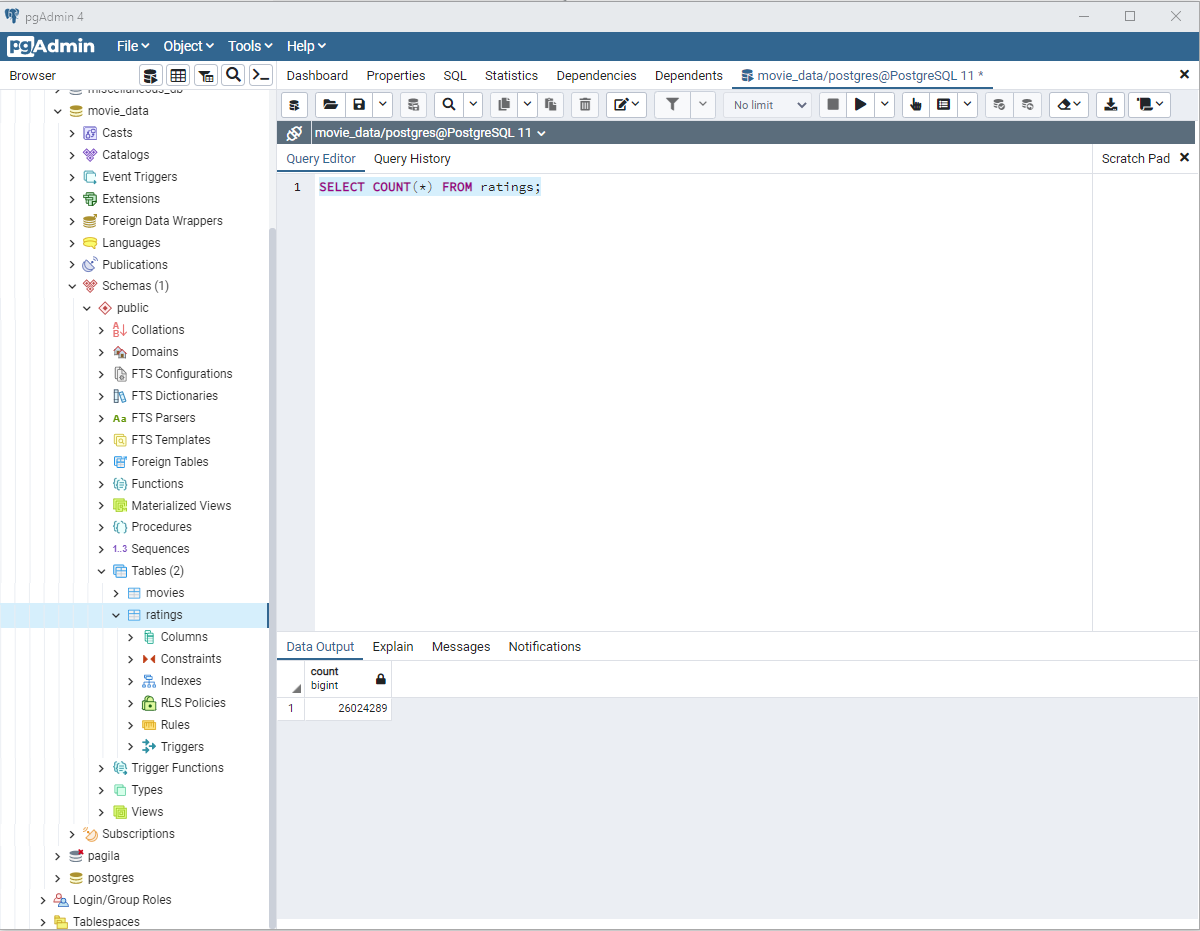 pgAdmin 4
pgAdmin File Object Tools Help
Browser
Dashboard Properties SQL Statistics Dependencies Dependents movie_data/postgres@PostgreSQL 11 *
No limit
movie_data/postgres@PostgreSQL 11
Query Editor Query History
Scratch Pad
1 SELECT COUNT(*) FROM ratings;
miscellaneous_db
movie_data
Casts
Catalogs
Event Triggers
Extensions
Foreign Data Wrappers
Languages
Publications
Schemas (1)
public
Collations
Domains
FTS Configurations
FTS Dictionaries
Aa FTS Parsers
FTS Templates
Foreign Tables
Functions
Materialized Views
Procedures
1..3 Sequences
Tables (2)
movies
ratings
Columns
Constraints
Indexes
RLS Policies
Rules
Triggers
Trigger Functions
Types
Views
Subscriptions
pagila
postgres
Login/Group Roles
Tablespaces
Data Output Explain Messages Notifications
count
bigint
1 26024289